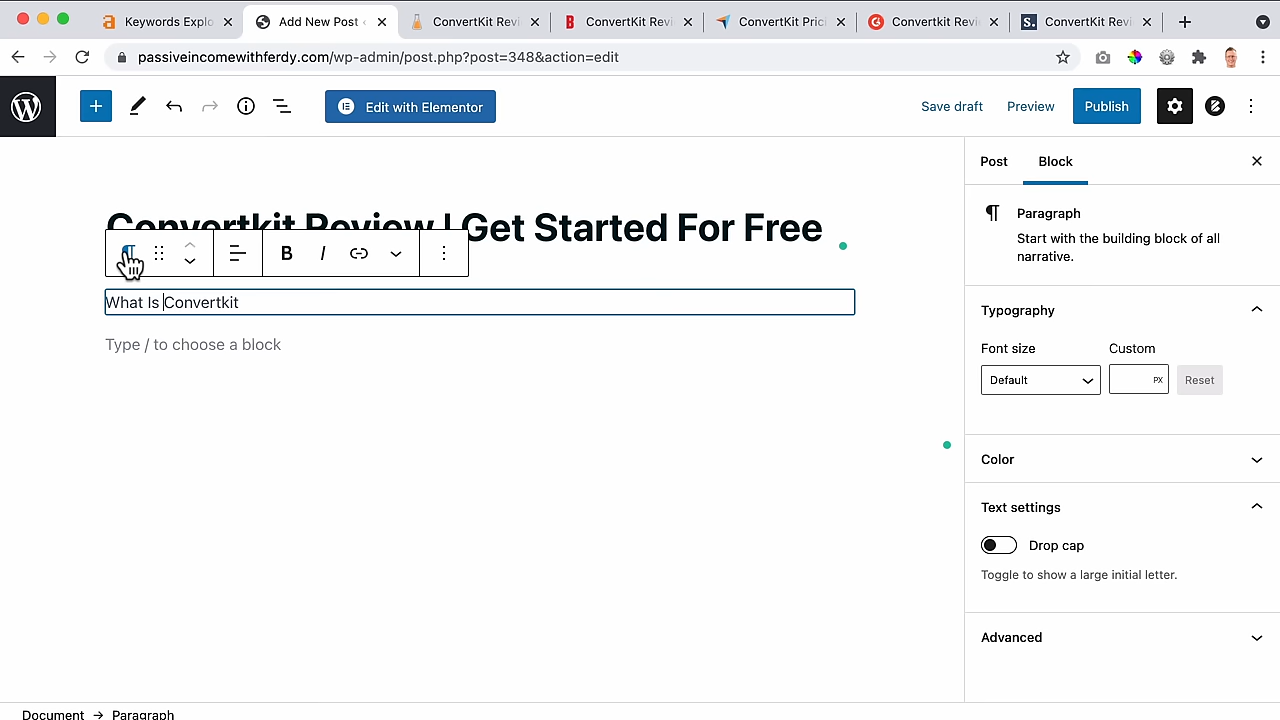 Keywords Explo
Add New Post
ConvertKit Revi
ConvertKit Revi
ConvertKit Prici
Convertkit Revi
ConvertKit Revi
passiveincomewithferdy.com/wp-admin/post.php?post=348&action=edit
Edit with Elementor
Save draft
Preview
Publish
Post
Block
Convertkit Review | Get Started For Free
Paragraph
Start with the building block of all
narrative.
B I
What Is Convertkit
Type / to choose a block
Typography
Font size
Custom
Default
PX
Reset
Color
Text settings
Drop cap
Toggle to show a large initial letter.
Advanced
Document → Paragraph